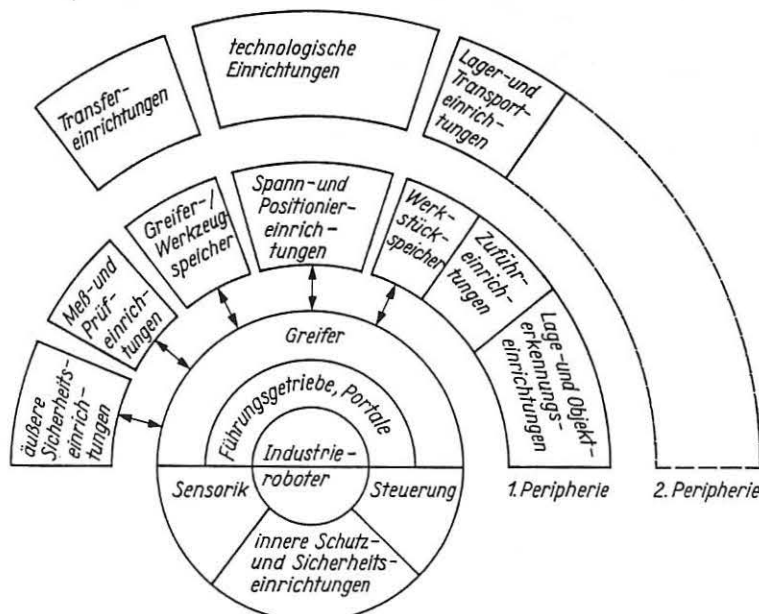 technologische
Einrichtungen
Lager- und
Transport-
einrich-
tungen
Transfer-
einrichtungen
Spann- und
Positionier-
einrich-
tungen
Greifer-/
Werkzeug-
speicher
Werk-
stück-
speicher
Zuführ-
einrich-
tungen
Meß- und
Prüf-
einrich-
tungen
Lage- und Objekt-
erkennungs-
einrichtungen
äußere
Sicherheits-
einrich-
tungen
Greifer
Führungsgetriebe, Portale
Industrie-
roboter
Sensorik
Steuerung
innere Schutz-
und Sicherheits-
einrichtungen
1. Peripherie
2. Peripherie